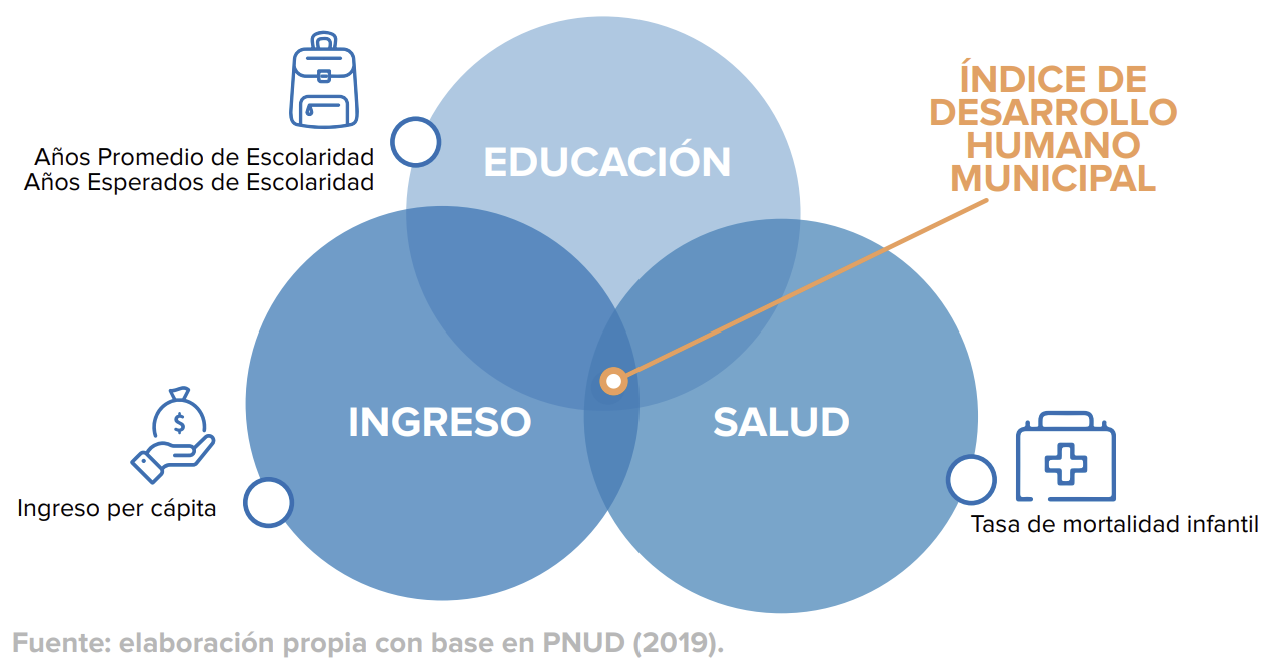 ÍNDICE DE
DESARROLLO
HUMANO
MUNICIPAL
EDUCACIÓN
Años Promedio de Escolaridad
Años Esperados de Escolaridad
INGRESO
SALUD
$
Ingreso per cápita
Tasa de mortalidad infantil
Fuente: elaboración propia con base en PNUD (2019).